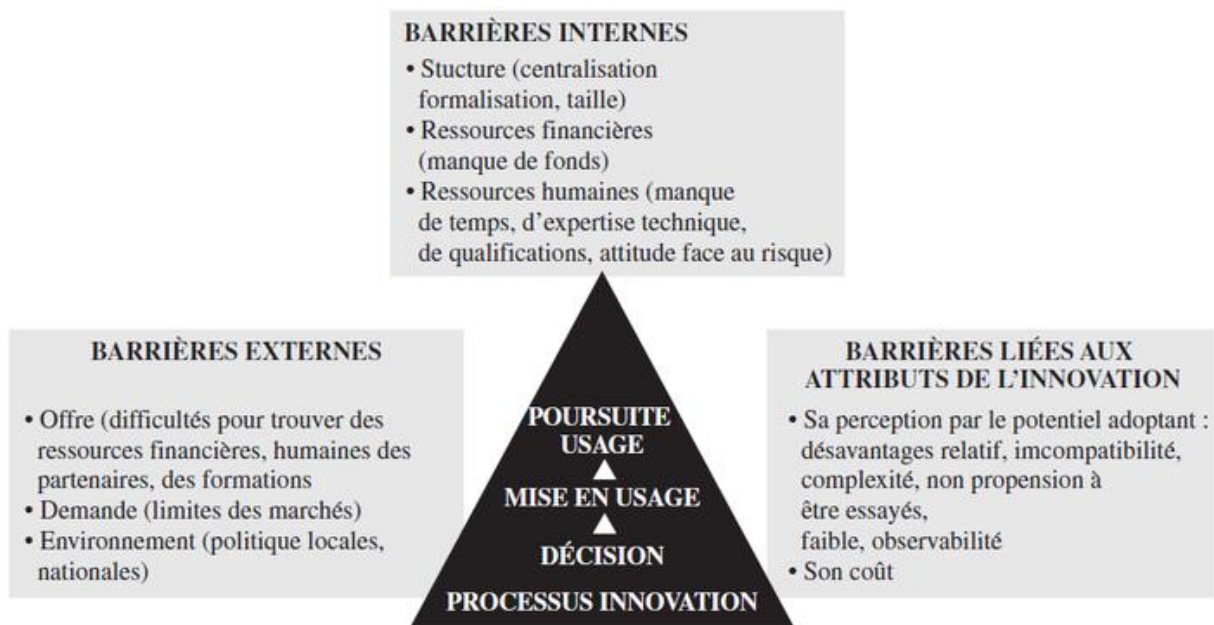 BARRIÈRES INTERNES
• Stucture (centralisation
formalisation, taille)
• Ressources financières
(manque de fonds)
• Ressources humaines (manque
de temps, d’expertise technique,
de qualifications, attitude face au risque)
BARRIÈRES EXTERNES
• Offre (difficultés pour trouver des
ressources financières, humaines des
partenaires, des formations
• Demande (limites des marchés)
• Environnement (politique locales,
nationales)
POURSUITE
USAGE
MISE EN USAGE
DÉCISION
PROCESSUS INNOVATION
BARRIÈRES LIÉES AUX
ATTRIBUTS DE L’INNOVATION
• Sa perception par le potentiel adoptant :
désavantages relatif, imcompatibilité,
complexité, non propension à
être essayés,
faible, observabilité
• Son coût